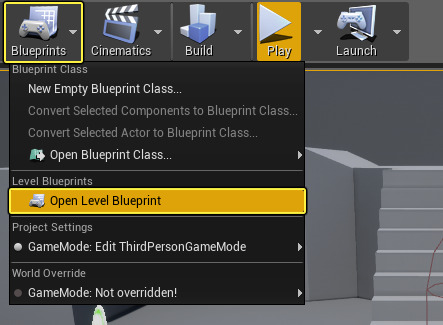 Blueprints Cinematics Build Play Launch
Blueprint Class
New Empty Blueprint Class...
Convert Selected Components to Blueprint Class...
Convert Selected Actor to Blueprint Class...
Open Blueprint Class...
Level Blueprints
Open Level Blueprint
Project Settings
GameMode: Edit ThirdPersonGameMode
World Override
GameMode: Not overridden!